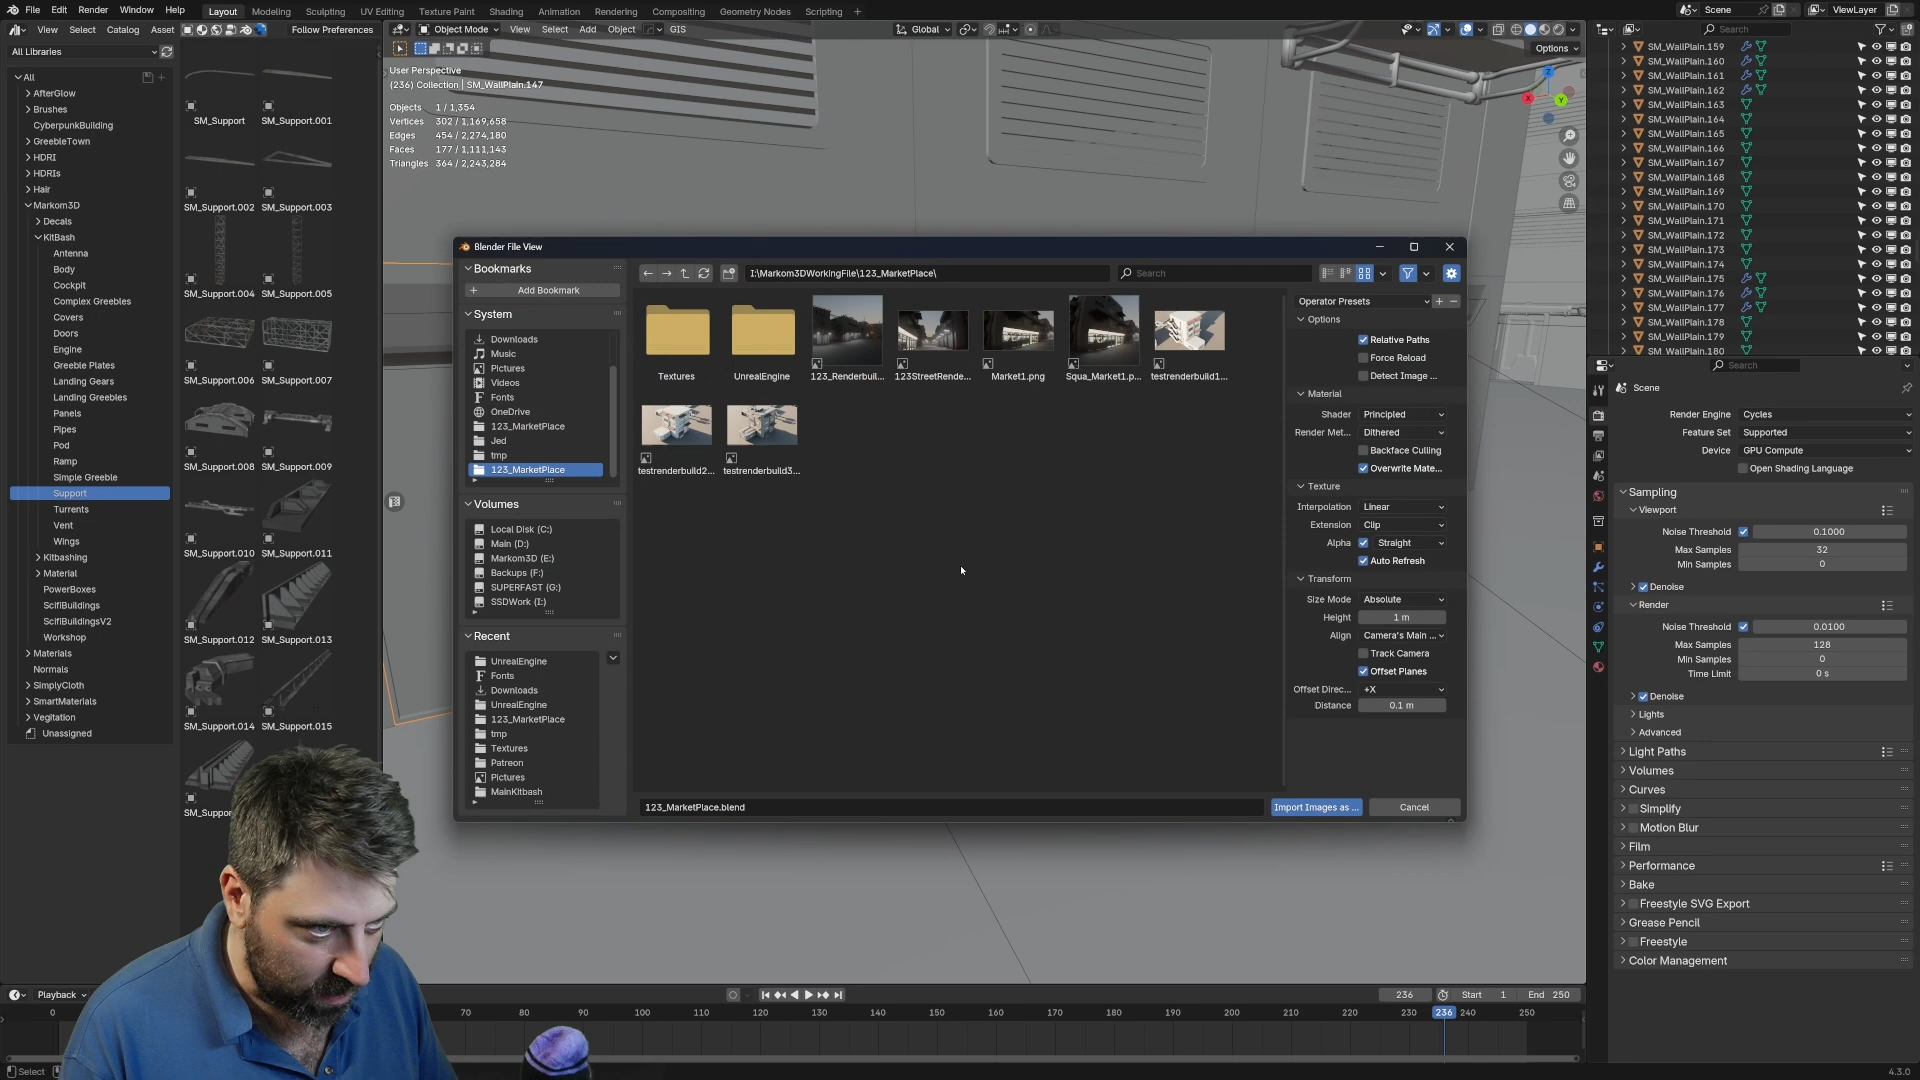 File Edit Render Window Help Layout Modeling Sculpting UV Editing Texture Paint Shading Animation Rendering Compositing Geometry Nodes Scripting + Scene ViewLayer
View Select Catalog Asset Follow Preferences Object Mode View Select Add Object GIS Global Search
All Libraries
Options
All
AfterGlow
Brushes
CyberpunkBuilding
GreebleTown
HDRI
HDRIs
Hair
Markom3D
Decals
KitBash
Antenna
Body
Cockpit
Complex Greebles
Covers
Doors
Engine
Greeble Plates
Landing Gears
Landing Greebles
Panels
Pipes
Pod
Ramp
Simple Greeble
Support
Turrents
Vent
Wings
Kitbashing
Material
PowerBoxes
ScifiBuildings
ScifiBuildingsV2
Workshop
Materials
Normals
SimplyCloth
SmartMaterials
Vegitation
Unassigned
SM_Support SM_Support.001
SM_Support.002 SM_Support.003
SM_Support.004 SM_Support.005
SM_Support.006 SM_Support.007
SM_Support.008 SM_Support.009
SM_Support.010 SM_Support.011
SM_Support.012 SM_Support.013
SM_Support.014 SM_Support.015
SM_Suppor
User Perspective
(236) Collection | SM_WallPlain.147
Objects 1 / 1,354
Vertices 302 / 1,169,658
Edges 454 / 2,274,180
Faces 177 / 1,111,143
Triangles 364 / 2,243,284
X
Y
Z
Blender File View
Bookmarks
Add Bookmark
System
Downloads
Music
Pictures
Videos
Fonts
OneDrive
123_MarketPlace
Jed
tmp
123_MarketPlace
Volumes
Local Disk (C:)
Main (D:)
Markom3D (E:)
Backups (F:)
SUPERFAST (G:)
SSDWork (I:)
Recent
UnrealEngine
Fonts
Downloads
UnrealEngine
123_MarketPlace
tmp
Textures
Patreon
Pictures
MainKitbash
I:\Markom3DWorkingFile\123_MarketPlace\ Search
Textures UnrealEngine 123_Renderbuil... 123StreetRende... Market1.png Squa_Market1.p... testrenderbuild1...
testrenderbuild2... testrenderbuild3...
123_MarketPlace.blend Import Images as ... Cancel
Operator Presets
Options
Relative Paths
Force Reload
Detect Image ...
Material
Shader Principled
Render Met... Dithered
Backface Culling
Overwrite Mate...
Texture
Interpolation Linear
Extension Clip
Alpha Straight
Auto Refresh
Transform
Size Mode Absolute
Height 1 m
Align Camera's Main ...
Track Camera
Offset Planes
Offset Direc... +X
Distance 0.1 m
SM_WallPlain.159
SM_WallPlain.160
SM_WallPlain.161
SM_WallPlain.162
SM_WallPlain.163
SM_WallPlain.164
SM_WallPlain.165
SM_WallPlain.166
SM_WallPlain.167
SM_WallPlain.168
SM_WallPlain.169
SM_WallPlain.170
SM_WallPlain.171
SM_WallPlain.172
SM_WallPlain.173
SM_WallPlain.174
SM_WallPlain.175
SM_WallPlain.176
SM_WallPlain.177
SM_WallPlain.178
SM_WallPlain.179
SM_WallPlain.180
Search
Scene
Render Engine Cycles
Feature Set Supported
Device GPU Compute
Open Shading Language
Sampling
Viewport
Noise Threshold 0.1000
Max Samples 32
Min Samples 0
Denoise
Render
Noise Threshold 0.0100
Max Samples 128
Min Samples 0
Time Limit 0 s
Denoise
Lights
Advanced
Light Paths
Volumes
Curves
Simplify
Motion Blur
Film
Performance
Bake
Freestyle SVG Export
Grease Pencil
Freestyle
Color Management
Playback 236 Start 1 End 250
0 70 80 90 100 110 120 130 140 150 160 170 180 190 200 210 220 230 236 240 250
Select 4.3.0